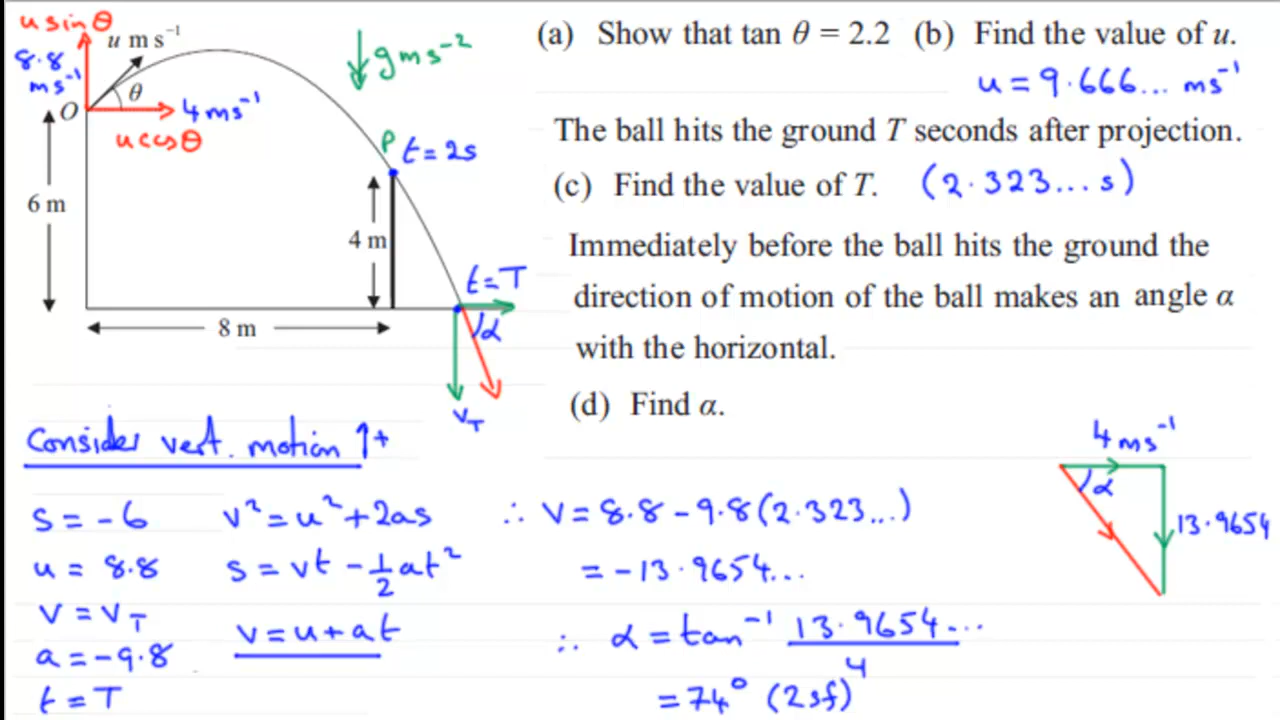 u sinθ
u m s⁻¹
8.8
ms⁻¹
θ
O
4 ms⁻¹
u cosθ
g ms⁻²
P t = 2s
6 m
4 m
t = T
8 m
α
V_T
(a) Show that tan θ = 2.2 (b) Find the value of u.
u = 9.666... ms⁻¹
The ball hits the ground T seconds after projection.
(c) Find the value of T. (2.323...s)
Immediately before the ball hits the ground the
direction of motion of the ball makes an angle α
with the horizontal.
(d) Find α.
Consider vert. motion ↑+
s = -6
u = 8.8
v = V_T
a = -9.8
t = T
v² = u² + 2as
s = vt - ½at²
v = u + at
∴ v = 8.8 - 9.8(2.323...)
= -13.9654...
∴ α = tan⁻¹ 13.9654.../4
= 74° (2sf)
4 ms⁻¹
α
13.9654